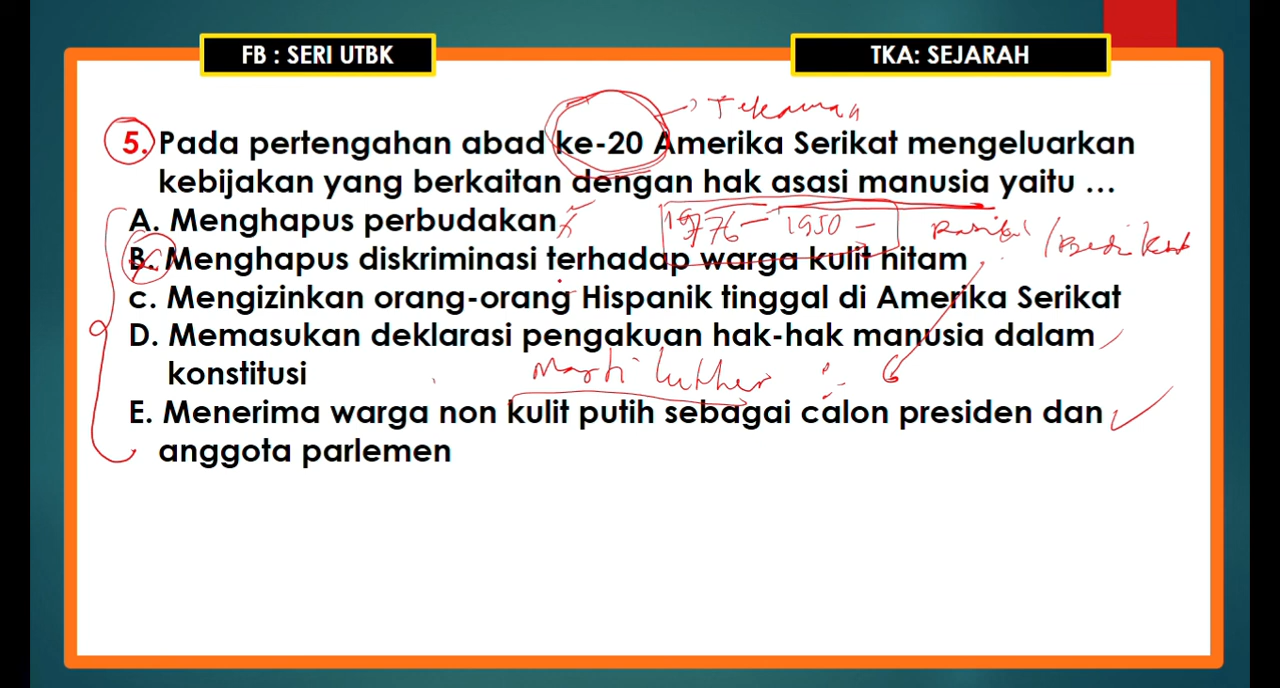 FB : SERI UTBK
TKA: SEJARAH
5. Pada pertengahan abad ke-20 Amerika Serikat mengeluarkan
kebijakan yang berkaitan dengan hak asasi manusia yaitu ...
A. Menghapus perbudakan
1976 - 1950 -
B. Menghapus diskriminasi terhadap warga kulit hitam
c. Mengizinkan orang-orang Hispanik tinggal di Amerika Serikat
D. Memasukan deklarasi pengakuan hak-hak manusia dalam
konstitusi
Marti luther
E. Menerima warga non kulit putih sebagai calon presiden dan
anggota parlemen